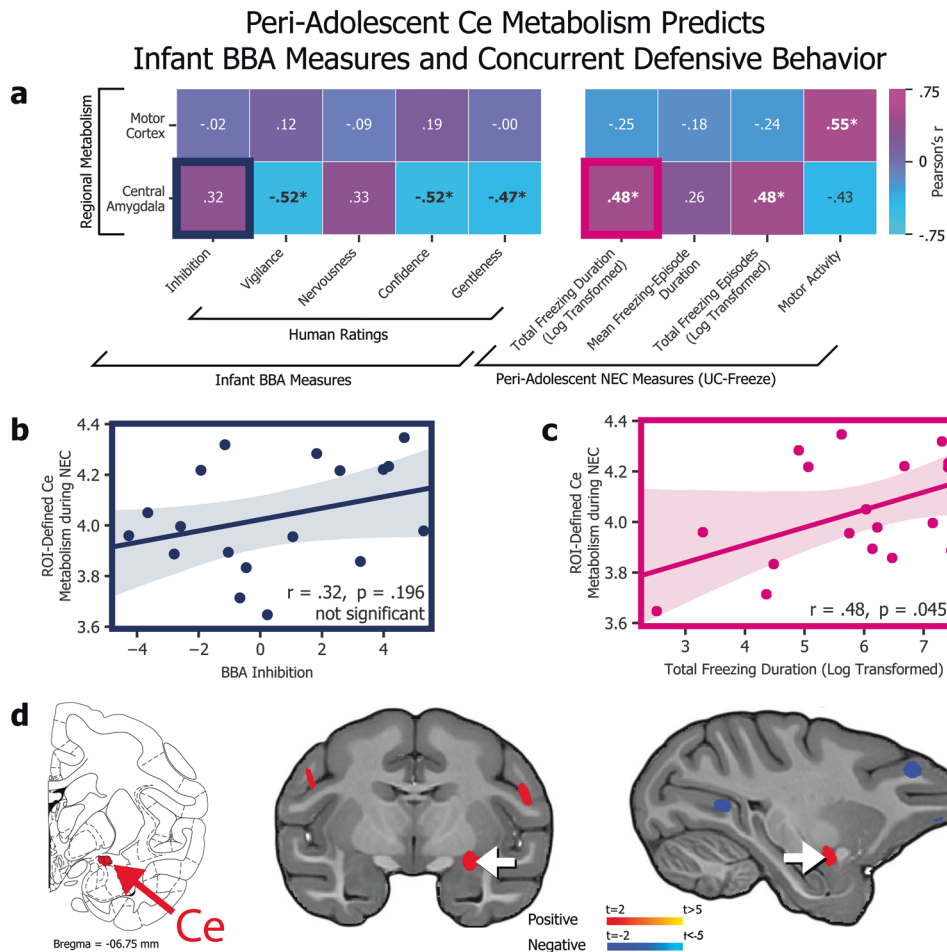 Peri-Adolescent Ce Metabolism Predicts
Infant BBA Measures and Concurrent Defensive Behavior
a
Regional Metabolism
Motor
Cortex
-.02 .12 -.09 .19 -.00 -.25 -.18 -.24 .55*
Central
Amygdala
.32 -.52* .33 -.52* -.47* .48* .26 .48* -.43
.75
0
-.75
Pearson's r
Inhibition
Vigilance
Nervousness
Confidence
Gentleness
Total Freezing Duration
(Log Transformed)
Mean Freezing-Episode
Duration
Total Freezing Episodes
(Log Transformed)
Motor Activity
Human Ratings
Infant BBA Measures
Peri-Adolescent NEC Measures (UC-Freeze)
b
ROI-Defined Ce
Metabolism during NEC
4.4
4.2
4.0
3.8
3.6
r = .32, p = .196
not significant
−4 −2 0 2 4
BBA Inhibition
c
ROI-Defined Ce
Metabolism during NEC
4.4
4.2
4.0
3.8
3.6
r = .48, p = .045
3 4 5 6 7
Total Freezing Duration (Log Transformed)
d
Ce
Bregma = -06.75 mm
Positive t=2 t>5
Negative t=-2 t<-5